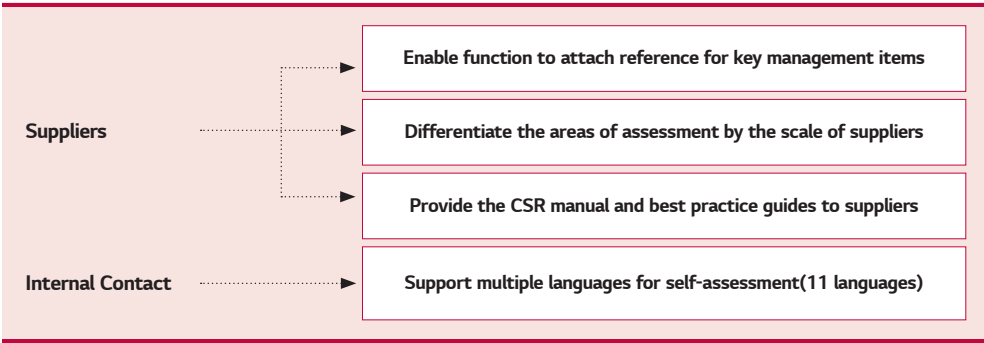 Enable function to attach reference for key management items
Suppliers
Differentiate the areas of assessment by the scale of suppliers
Provide the CSR manual and best practice guides to suppliers
Internal Contact
Support multiple languages for self-assessment(11 languages)